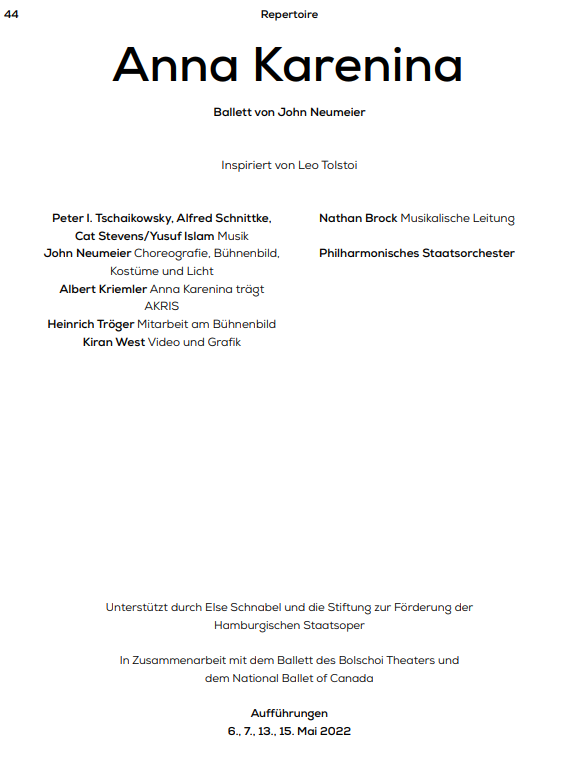 44
Repertoire
Anna Karenina
Ballett von John Neumeier
Inspiriert von Leo Tolstoi
Peter I. Tschaikowsky, Alfred Schnittke,
Cat Stevens/Yusuf Islam Musik
John Neumeier Choreografie, Bühnenbild,
Kostüme und Licht
Albert Kriemler Anna Karenina trägt
AKRIS
Heinrich Tröger Mitarbeit am Bühnenbild
Kiran West Video und Grafik
Nathan Brock Musikalische Leitung
Philharmonisches Staatsorchester
Unterstützt durch Else Schnabel und die Stiftung zur Förderung der
Hamburgischen Staatsoper
In Zusammenarbeit mit dem Ballett des Bolschoi Theaters und
dem National Ballet of Canada
Aufführungen
6., 7., 13., 15. Mai 2022